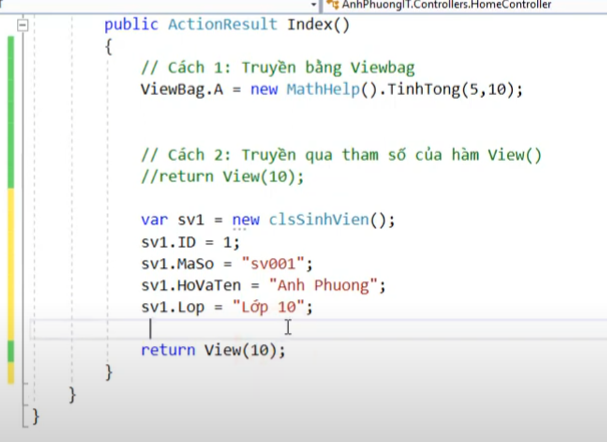 AnhPhuongIT.Controllers.HomeController
public ActionResult Index()
{
// Cách 1: Truyền bằng Viewbag
ViewBag.A = new MathHelp().TinhTong(5,10);
// Cách 2: Truyền qua tham số của hàm View()
//return View(10);
var sv1 = new clsSinhVien();
sv1.ID = 1;
sv1.MaSo = "sv001";
sv1.HoVaTen = "Anh Phuong";
sv1.Lop = "Lớp 10";
return View(10);
}
}
}